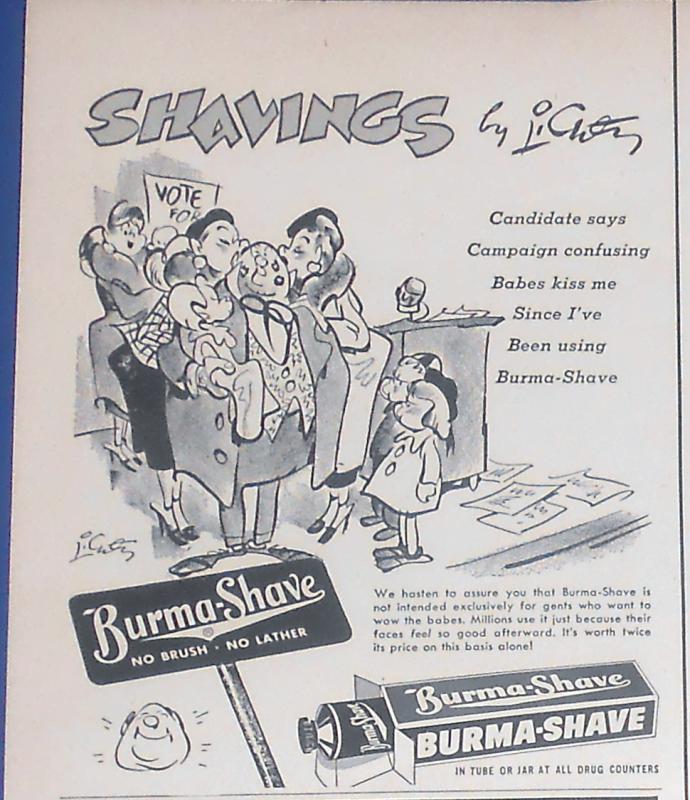 SHAVINGS by Lichty
VOTE
FOR
Candidate says
Campaign confusing
Babes kiss me
Since I've
Been using
Burma-Shave
Lichty
We hasten to assure you that Burma-Shave is
not intended exclusively for gents who want to
wow the babes. Millions use it just because their
faces feel so good afterward. It's worth twice
its price on this basis alone!
Burma-Shave
®
NO BRUSH · NO LATHER
Burma-Shave
Burma-Shave
BURMA-SHAVE
IN TUBE OR JAR AT ALL DRUG COUNTERS